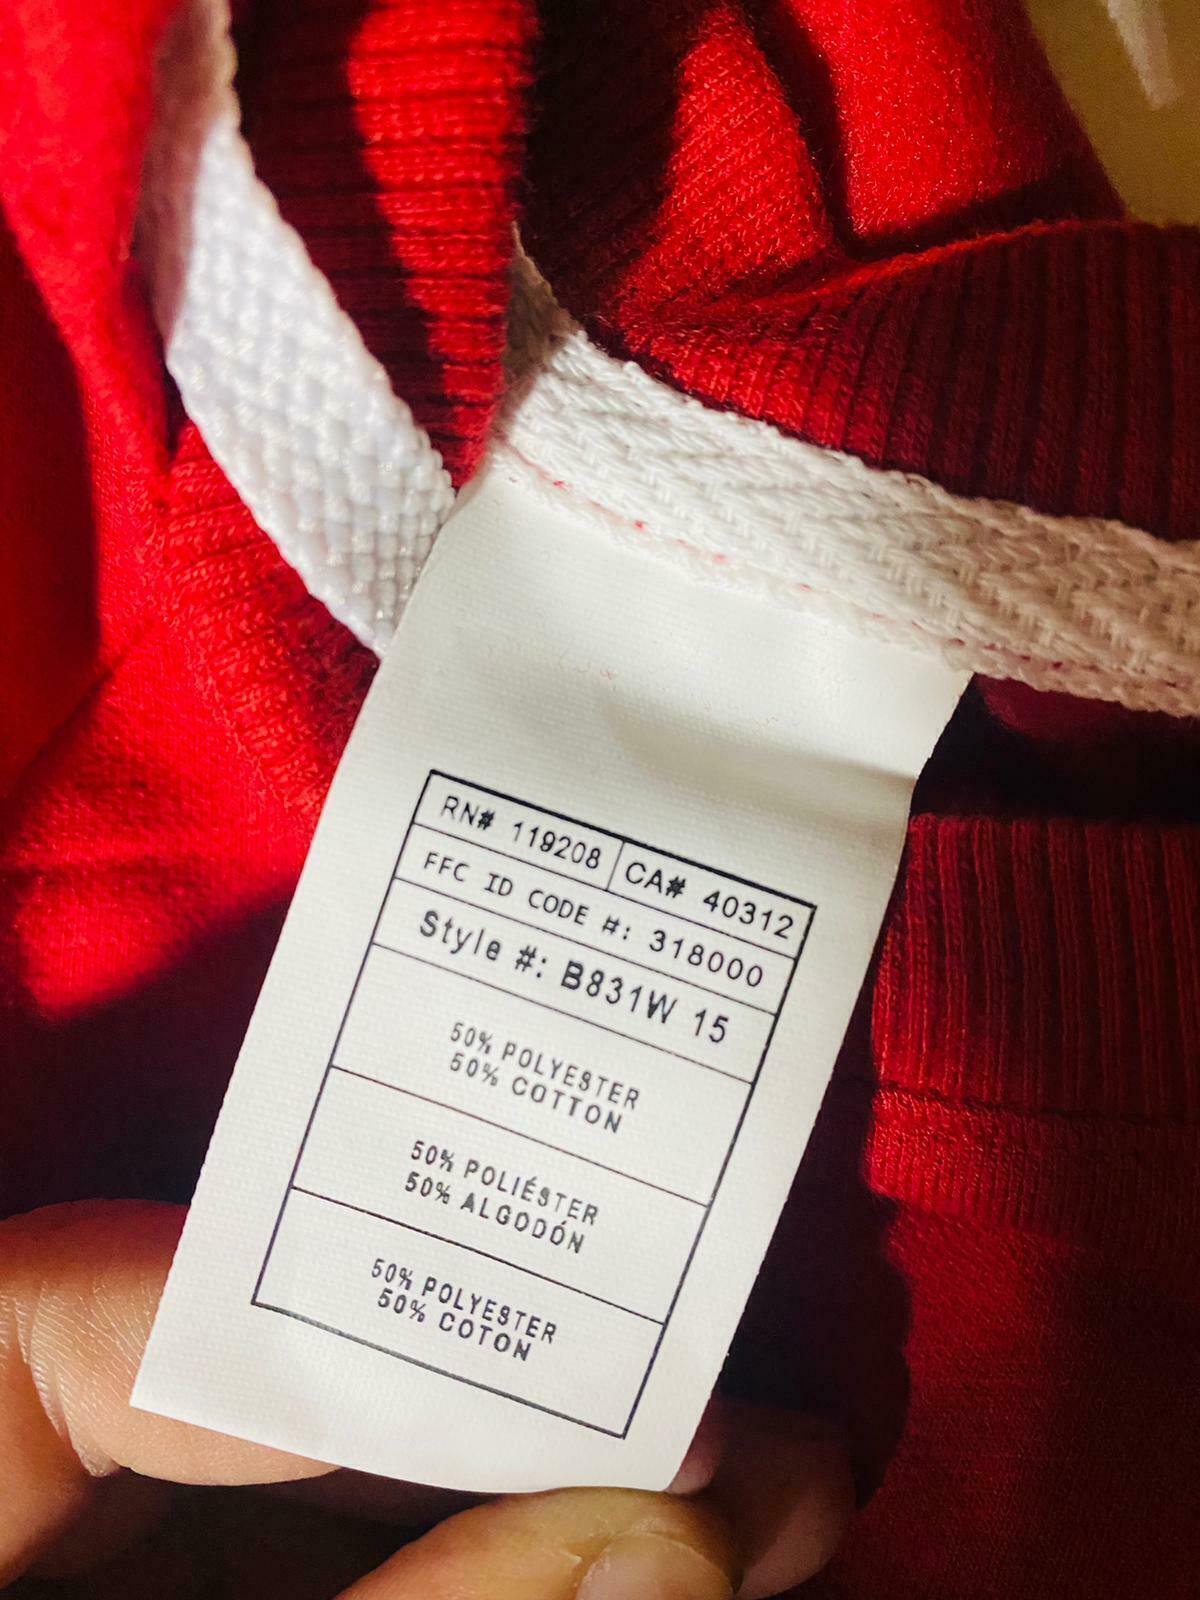 RN# 119208 CA# 40312
FFC ID CODE #: 318000
Style #: B831W 15
50% POLYESTER
50% COTTON
50% POLIÉSTER
50% ALGODÓN
50% POLYESTER
50% COTON